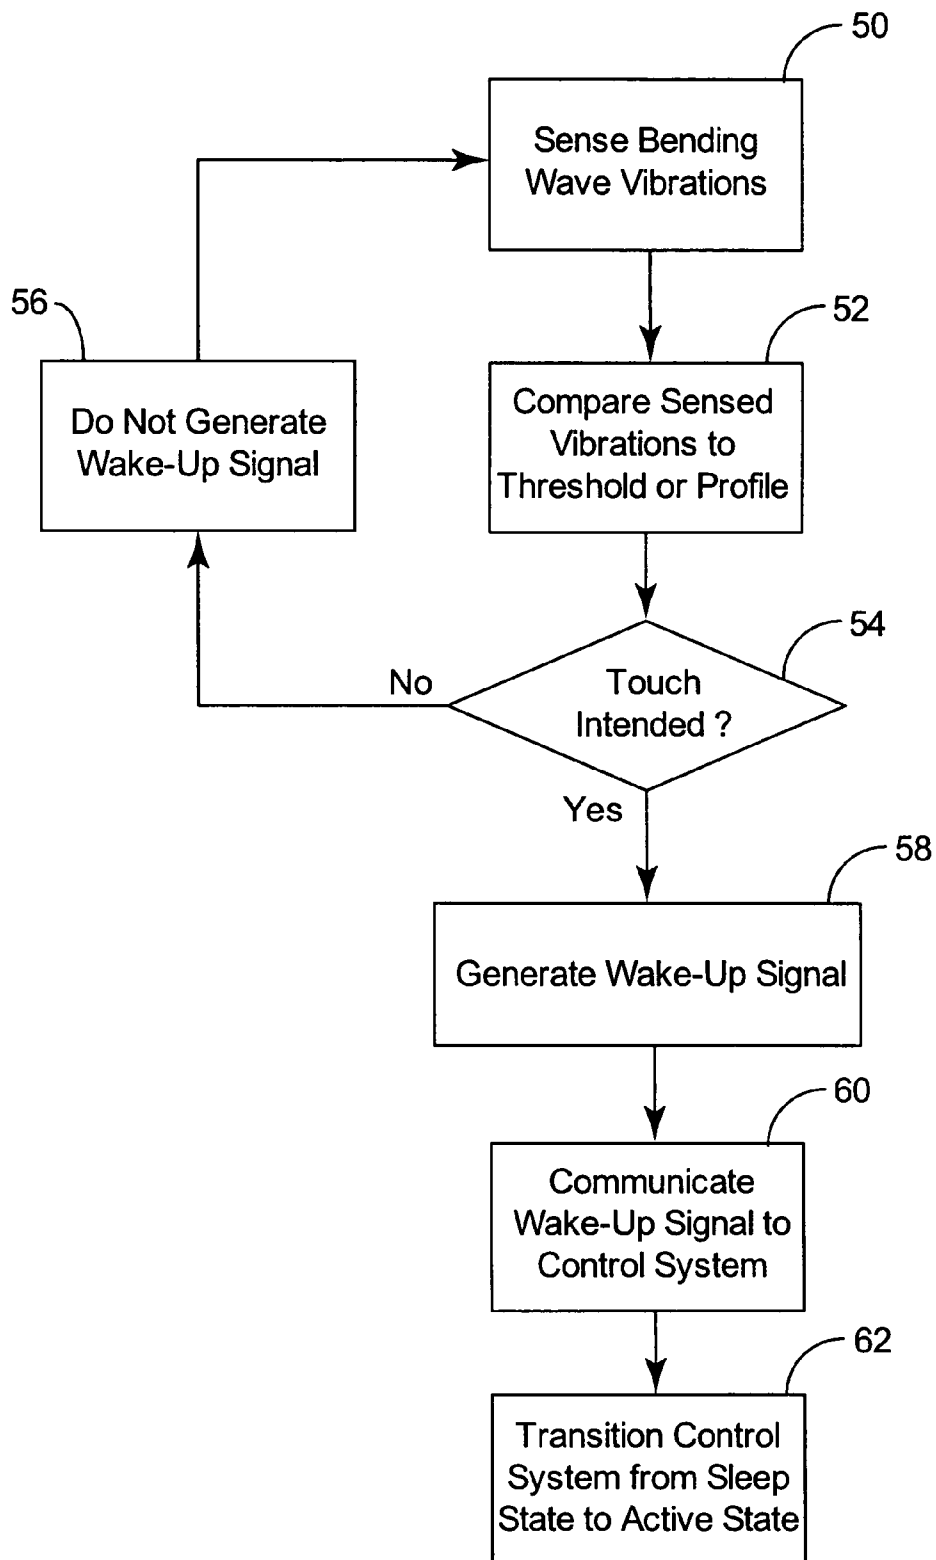 50
Sense Bending
Wave Vibrations
56
52
Do Not Generate
Wake-Up Signal
Compare Sensed
Vibrations to
Threshold or Profile
54
No
Touch
Intended ?
Yes
58
Generate Wake-Up Signal
60
Communicate
Wake-Up Signal to
Control System
62
Transition Control
System from Sleep
State to Active State